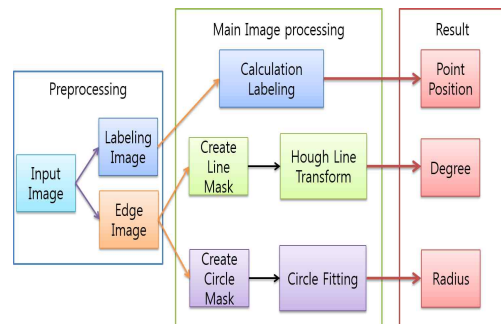 Preprocessing
Input
Image
Labeling
Image
Edge
Image
Main Image processing
Calculation
Labeling
Create
Line
Mask
Hough Line
Transform
Create
Circle
Mask
Circle Fitting
Result
Point
Position
Degree
Radius